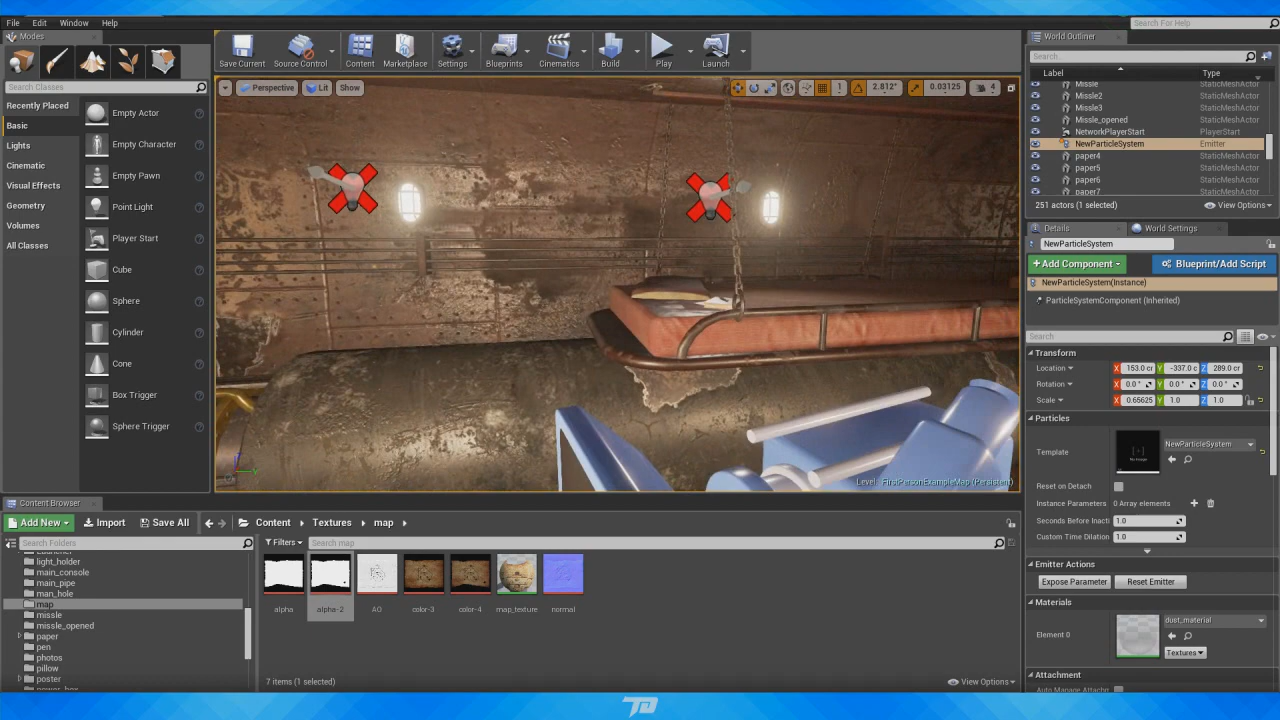 File Edit Window Help
Search For Help
Modes
World Outliner
Search Classes
Save Current Source Control Content Marketplace Settings Blueprints Cinematics Build Play Launch
Search...
Label Type
Perspective Lit Show
2.812° 0.03125 4
Recently Placed
Basic
Lights
Cinematic
Visual Effects
Geometry
Volumes
All Classes
Empty Actor
Empty Character
Empty Pawn
Point Light
Player Start
Cube
Sphere
Cylinder
Cone
Box Trigger
Sphere Trigger
Missle StaticMeshActor
Missle2 StaticMeshActor
Missle3 StaticMeshActor
Missle_opened StaticMeshActor
NetworkPlayerStart PlayerStart
NewParticleSystem Emitter
paper4 StaticMeshActor
paper5 StaticMeshActor
paper6 StaticMeshActor
paper7 StaticMeshActor
251 actors (1 selected) View Options
Details World Settings
NewParticleSystem
+Add Component Blueprint/Add Script
NewParticleSystem(Instance)
ParticleSystemComponent (Inherited)
Search
Transform
Location X 153.0 cr Y -337.0 c Z 289.0 cr
Rotation X 0.0 ° Y 0.0 ° Z 0.0 °
Scale X 0.65625 Y 1.0 Z 1.0
Particles
Template NewParticleSystem
Reset on Detach
Instance Parameters 0 Array elements
Seconds Before Inacti 1.0
Custom Time Dilation 1.0
Emitter Actions
Expose Parameter Reset Emitter
Materials
Element 0 dust_material
Textures
Attachment
Auto Manage Attachm
Level: FirstPersonExampleMap (Persistent)
Content Browser
Add New Import Save All Content Textures map
Search Folders
Filters Search map
light_holder
main_console
main_pipe
man_hole
map
missle
missle_opened
paper
pen
photos
pillow
poster
power_box
alpha alpha-2 AO color-3 color-4 map_texture normal
7 items (1 selected) View Options